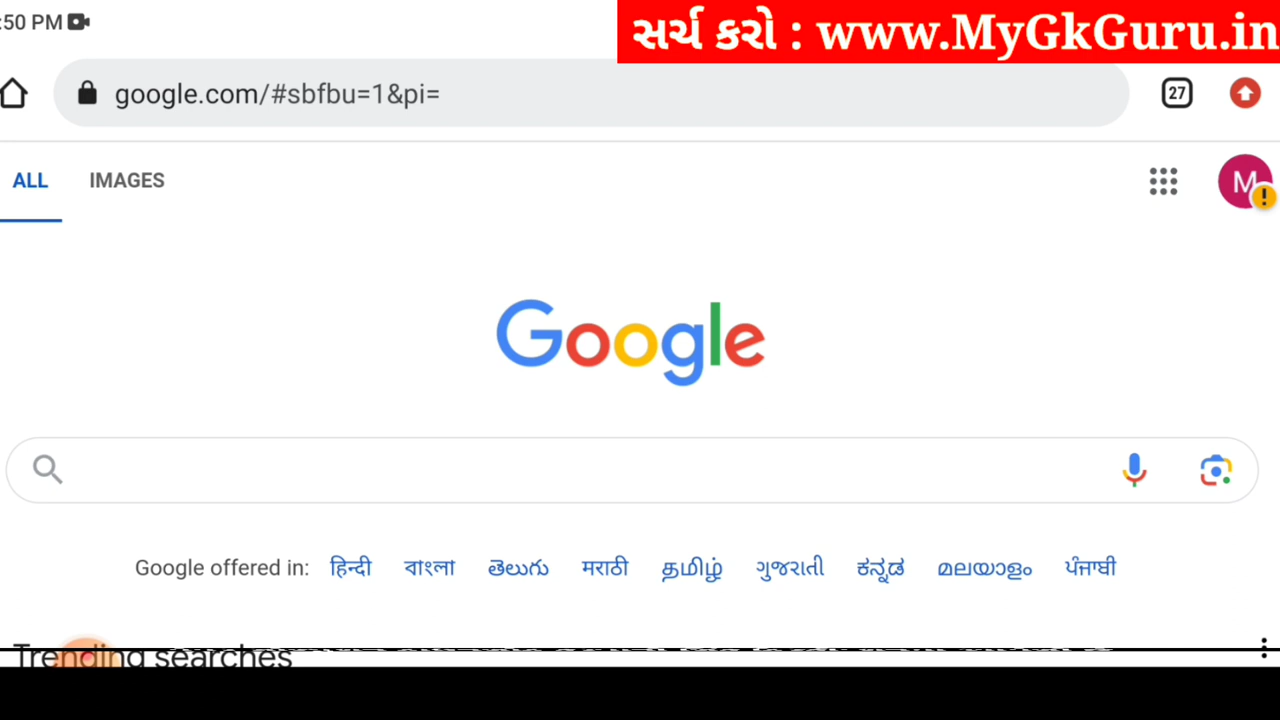 :50 PM
સર્ચ કરો : www.MyGkGuru.in
google.com/#sbfbu=1&pi=
27
ALL IMAGES
M
Google
Google offered in: हिन्दी বাংলা తెలుగు मराठी தமிழ் ગુજરાતી ಕನ್ನಡ മലയാളം ਪੰਜਾਬੀ
Trending searches